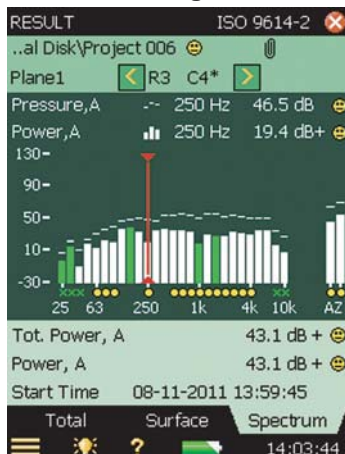 RESULT ISO 9614-2
..al Disk\Project 006
Plane1 < R3 C4* >
Pressure,A 250 Hz 46.5 dB
Power,A 250 Hz 19.4 dB+
130-
90-
50-
10-
-30-
xxx xx
25 63 250 1k 4k 10k AZ
Tot. Power, A 43.1 dB +
Power, A 43.1 dB +
Start Time 08-11-2011 13:59:45
Total Surface Spectrum
? 14:03:44